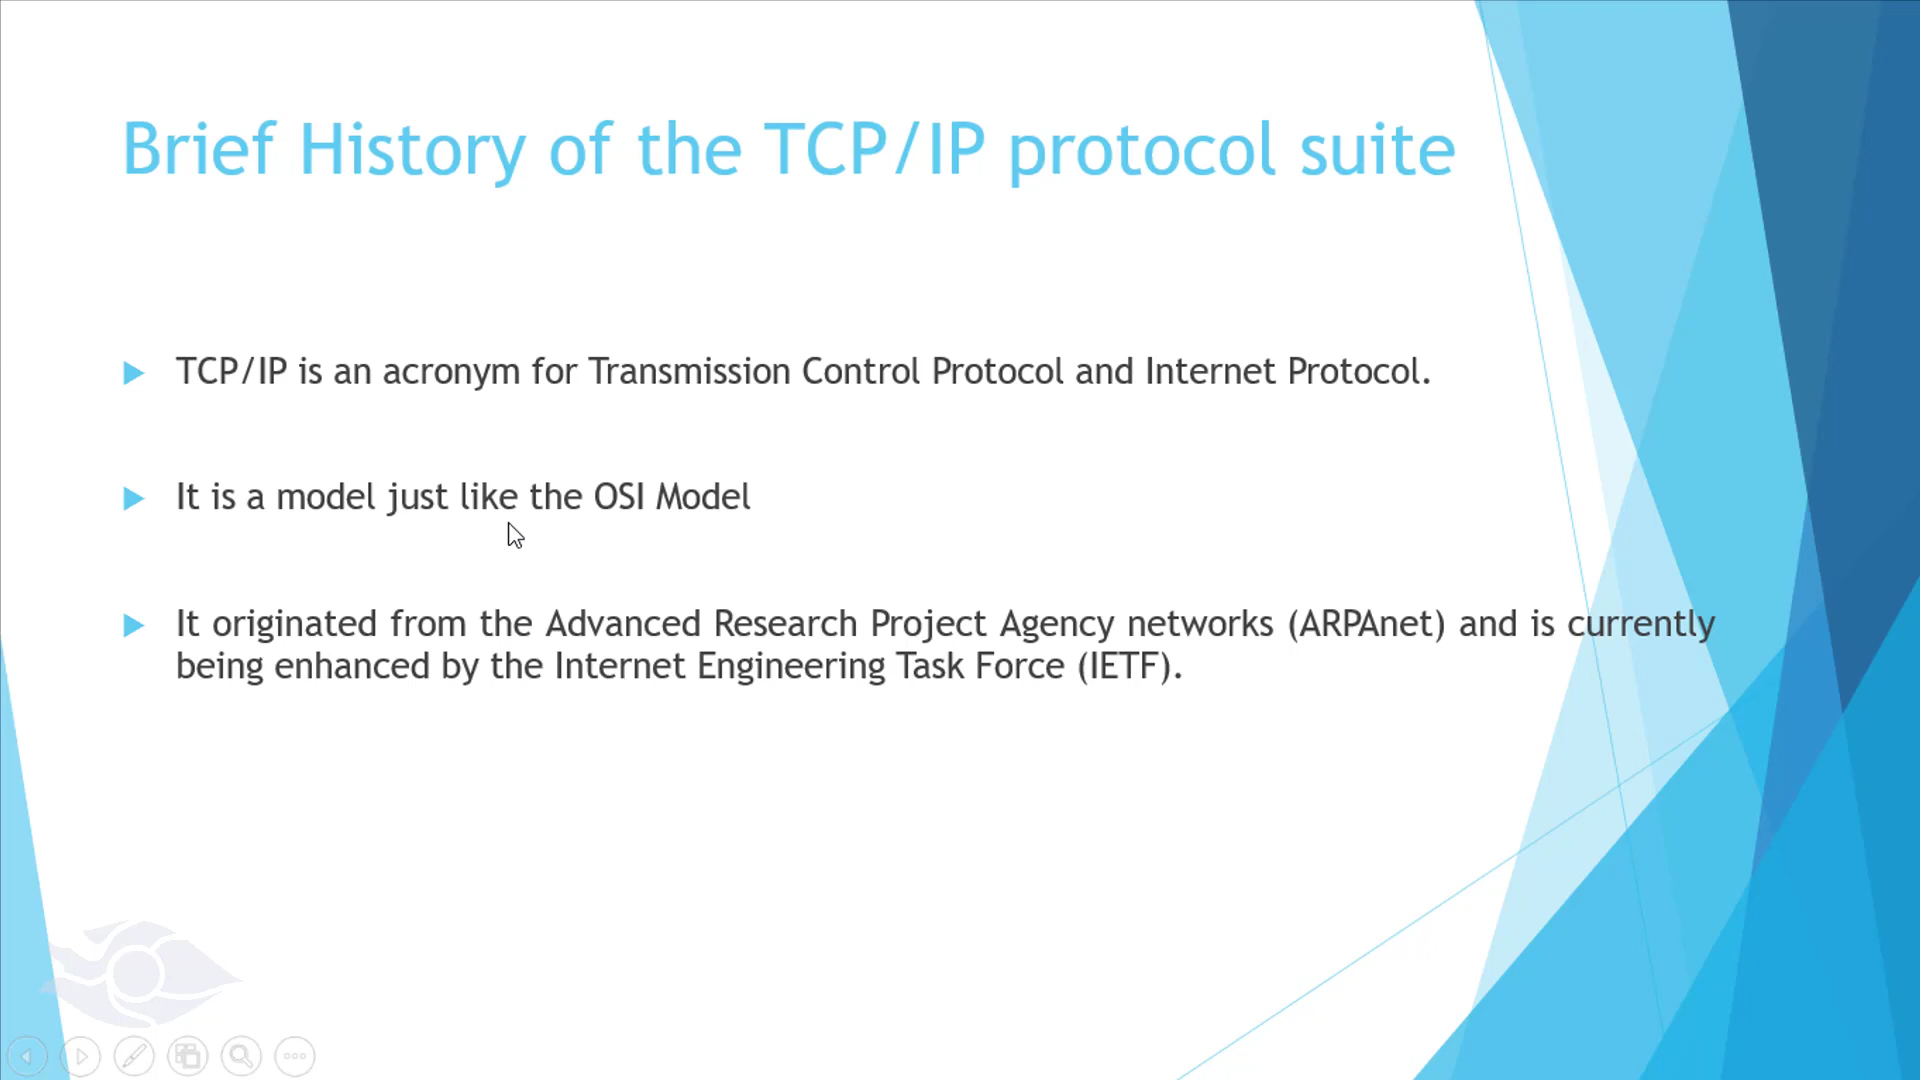 Brief History of the TCP/IP protocol suite
TCP/IP is an acronym for Transmission Control Protocol and Internet Protocol.
It is a model just like the OSI Model
It originated from the Advanced Research Project Agency networks (ARPAnet) and is currently
being enhanced by the Internet Engineering Task Force (IETF).